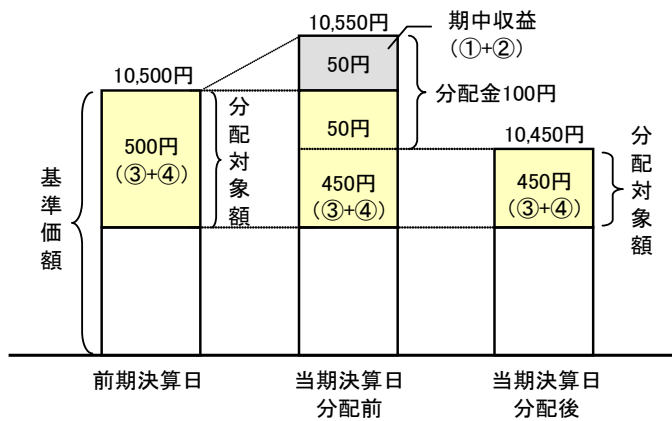 10,550円
期中収益
(①+②)
10,500円
50円
分配金100円
分配対象額
50円
10,450円
500円
(③+④)
450円
(③+④)
450円
(③+④)
分配対象額
基準価額
前期決算日
当期決算日
分配前
当期決算日
分配後